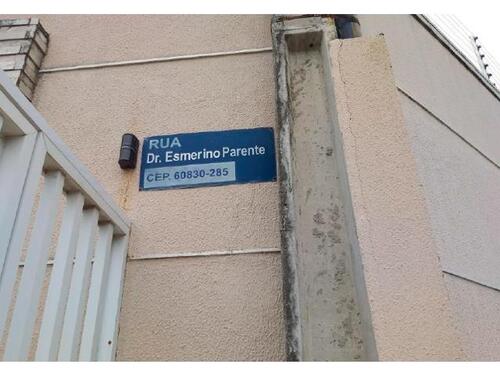 RUA
Dr. Esmerino Parente
CEP. 60830-285